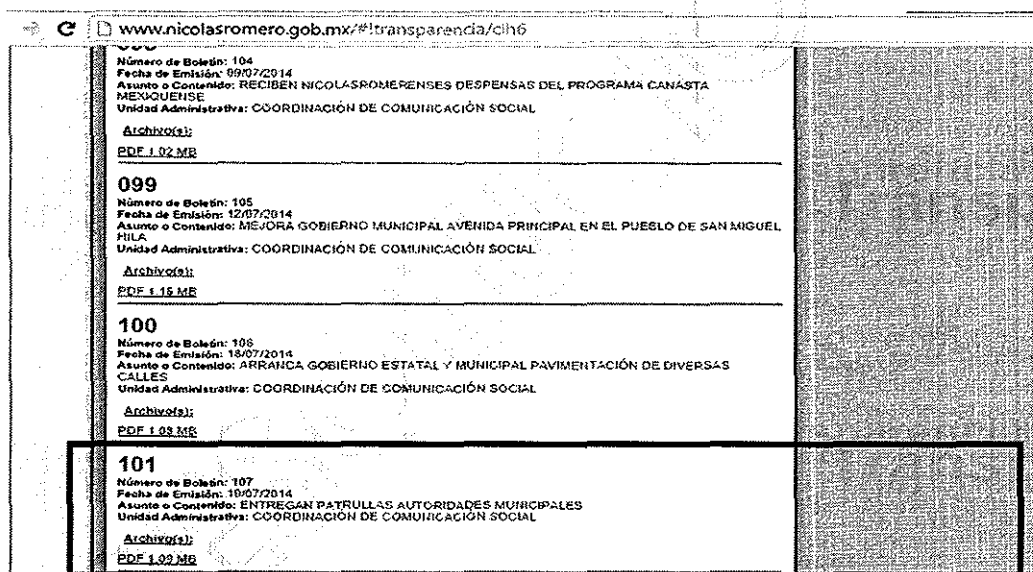 www.nicolasromero.gob.mx/#!transparencia/clh6
Número de Boletín: 104
Fecha de Emisión: 09/07/2014
Asunto o Contenido: RECIBEN NICOLASROMERENSES DESPENSAS DEL PROGRAMA CANASTA
MEXIQUENSE
Unidad Administrativa: COORDINACIÓN DE COMUNICACIÓN SOCIAL
Archivo(s):
PDF 1.02 MB
099
Número de Boletín: 105
Fecha de Emisión: 12/07/2014
Asunto o Contenido: MEJORA GOBIERNO MUNICIPAL AVENIDA PRINCIPAL EN EL PUEBLO DE SAN MIGUEL
HILA
Unidad Administrativa: COORDINACIÓN DE COMUNICACIÓN SOCIAL
Archivo(s):
PDF 1.15 MB
100
Número de Boletín: 106
Fecha de Emisión: 18/07/2014
Asunto o Contenido: ARRANCA GOBIERNO ESTATAL Y MUNICIPAL PAVIMENTACIÓN DE DIVERSAS
CALLES
Unidad Administrativa: COORDINACIÓN DE COMUNICACIÓN SOCIAL
Archivo(s):
PDF 1.03 MB
101
Número de Boletín: 107
Fecha de Emisión: 19/07/2014
Asunto o Contenido: ENTREGAN PATRULLAS AUTORIDADES MUNICIPALES
Unidad Administrativa: COORDINACIÓN DE COMUNICACIÓN SOCIAL
Archivo(s):
PDF 1.09 MB